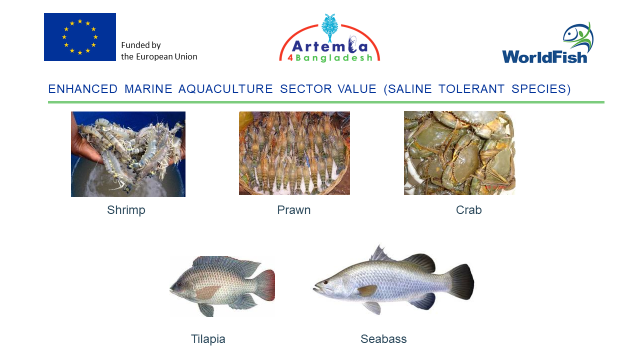 Funded by
the European Union
Artemia
4Bangladesh
WorldFish
ENHANCED MARINE AQUACULTURE SECTOR VALUE (SALINE TOLERANT SPECIES)
Shrimp
Prawn
Crab
Tilapia
Seabass